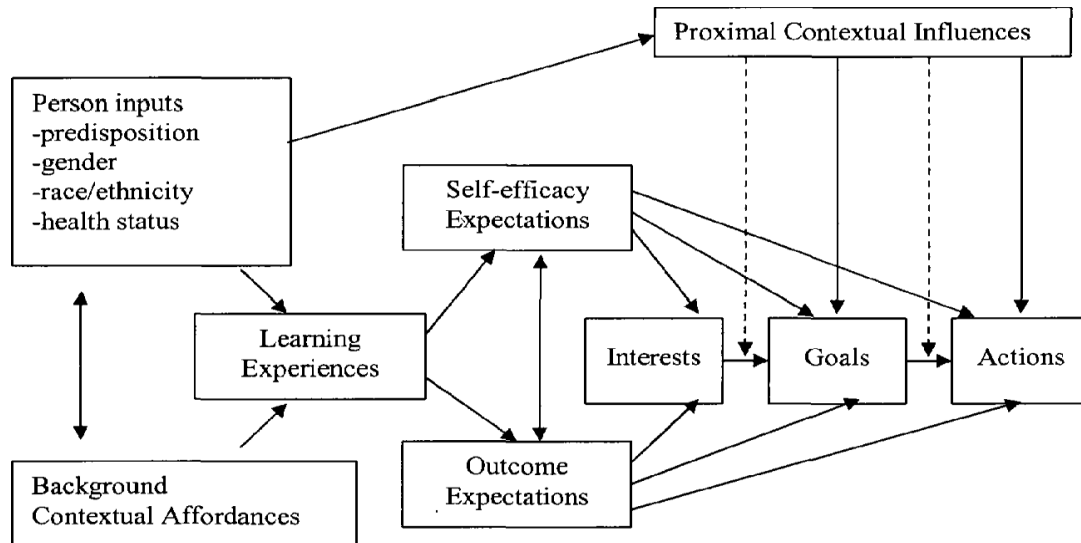 Proximal Contextual Influences
Person inputs
-predisposition
-gender
-race/ethnicity
-health status
Self-efficacy
Expectations
Learning
Experiences
Interests
Goals
Actions
Outcome
Expectations
Background
Contextual Affordances